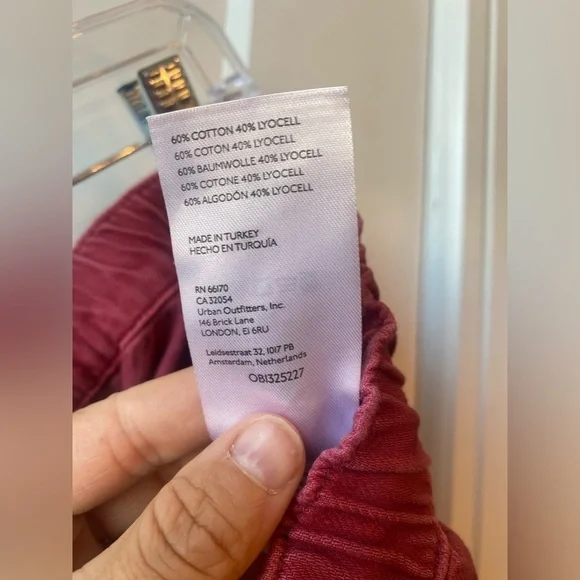 60% COTTON 40% LYOCELL
60% COTON 40% LYOCELL
60% BAUMWOLLE 40% LYOCELL
60% COTONE 40% LYOCELL
60% ALGODÓN 40% LYOCELL
MADE IN TURKEY
HECHO EN TURQUÍA
RN 66170
CA 32054
Urban Outfitters, Inc.
146 Brick Lane
LONDON, E1 6RU
Leidsestraat 32, 1017 PB
Amsterdam, Netherlands
OB1325227